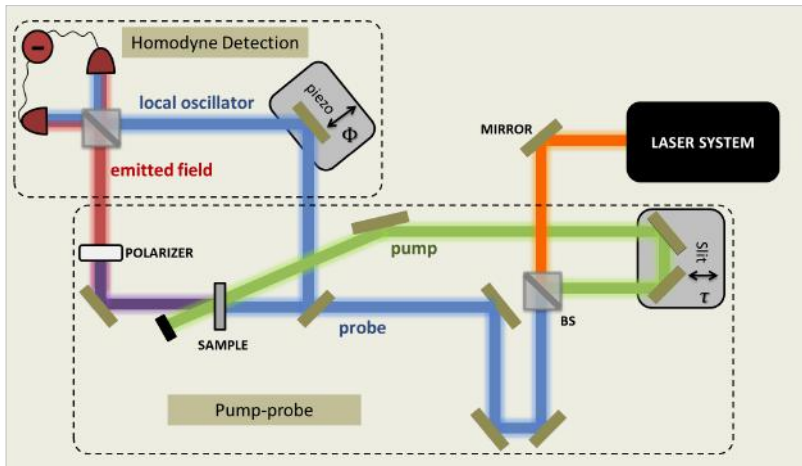 Homodyne Detection
−
piezo
Φ
local oscillator
emitted field
MIRROR
LASER SYSTEM
POLARIZER
pump
Slit
τ
BS
probe
SAMPLE
Pump-probe